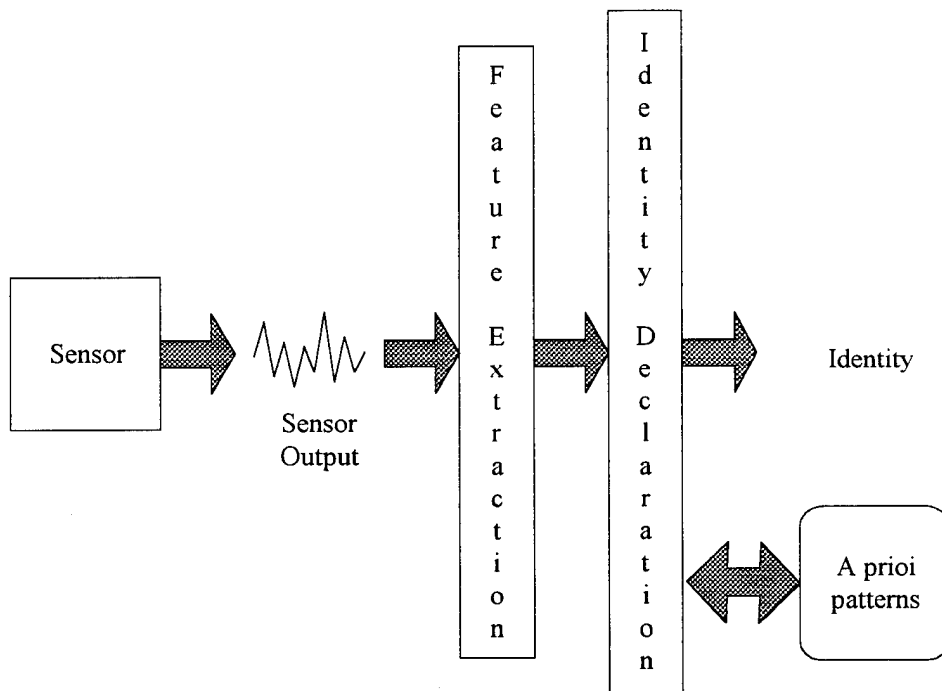 Sensor
Sensor
Output
Feature Extraction
Identity Declaration
Identity
A prioi
patterns